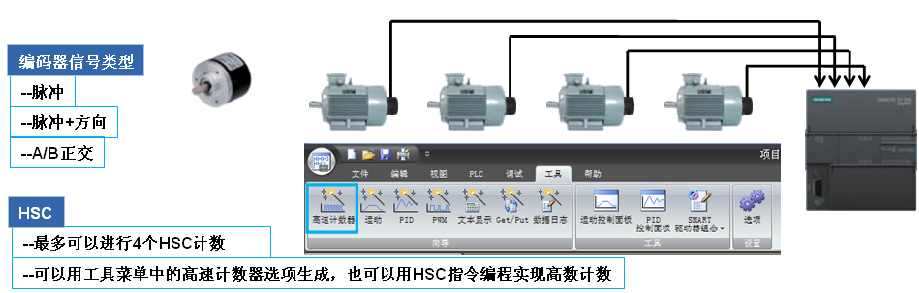 编码器信号类型
--脉冲
--脉冲+方向
--A/B正交
SIEMENS
项目
文件 编辑 视图 PLC 调试 工具 帮助
高速计数器 运动 PID PWM 文本显示 Get/Put 数据日志
运动控制面板 PID 控制面板 SMART 驱动器组态 选项
向导 工具 设置
HSC
--最多可以进行4个HSC计数
--可以用工具菜单中的高速计数器选项生成，也可以用HSC指令编程实现高数计数